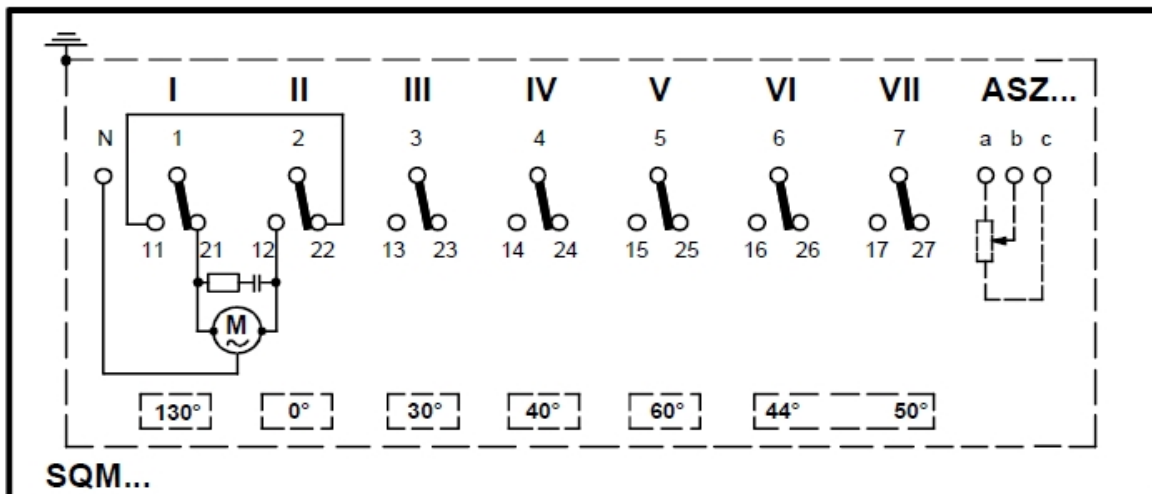 I II III IV V VI VII ASZ...
N 1 2 3 4 5 6 7 a b c
11 21 12 22 13 23 14 24 15 25 16 26 17 27
M
130° 0° 30° 40° 60° 44° 50°
SQM...